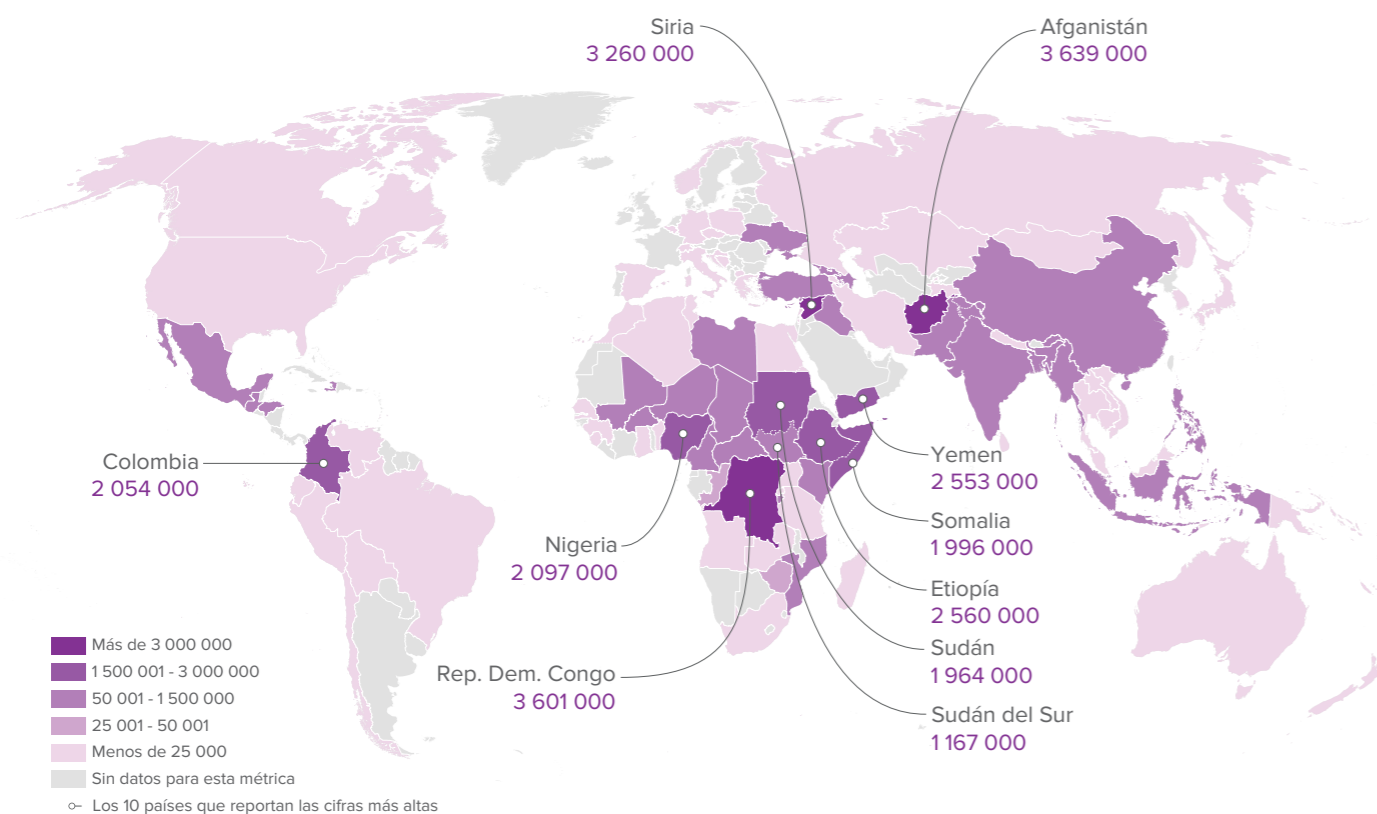 Siria
3 260 000
Afganistán
3 639 000
Colombia
2 054 000
Nigeria
2 097 000
Rep. Dem. Congo
3 601 000
Yemen
2 553 000
Somalia
1 996 000
Etiopía
2 560 000
Sudán
1 964 000
Sudán del Sur
1 167 000
Más de 3 000 000
1 500 001 - 3 000 000
50 001 - 1 500 000
25 001 - 50 001
Menos de 25 000
Sin datos para esta métrica
Los 10 países que reportan las cifras más altas